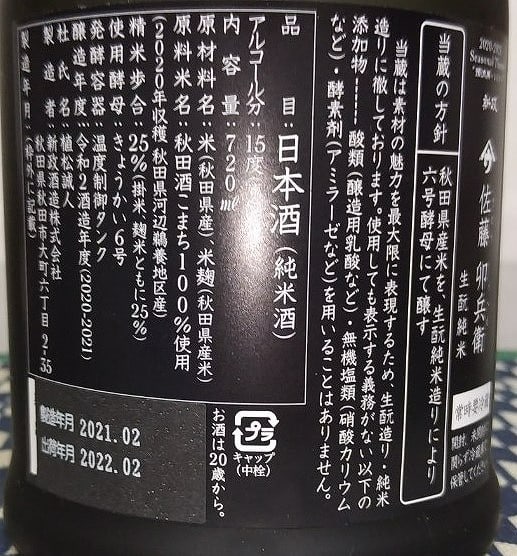 2020-2021
佐藤 卯兵衛
生酛純米
常時要冷蔵
当蔵の方針
秋田県産米を、生酛純米造りにより
六号酵母にて醸す
当蔵は素材の魅力を最大限に表現するため、生酛造り・純米
造りに徹しております。使用しても表示する義務がない以下の
添加物……酸類(醸造用乳酸など)・無機塩類(硝酸カリウム
など)・酵素剤(アミラーゼなど)を用いることはありません。
品目:日本酒(純米酒)
アルコール分:15度
内容量:720㎖
原材料名:米(秋田県産)、米麹(秋田県産米)
原料米名:秋田酒こまち100%使用
(2020年収穫 秋田県河辺鵜養地区産)
精米歩合:25%(掛米、麹米ともに25%)
使用酵母:きょうかい6号
発酵容器:温度制御タンク
醸造年度:令和2酒造年度(2020-2021)
杜氏名:植松誠人
製造者:新政酒造株式会社
秋田県秋田市大町六丁目2-35
製造年月:(枠外に記載)
製造年月 2021.02
出荷年月 2022.02
プラ
キャップ
(中栓)
お酒は20歳から。